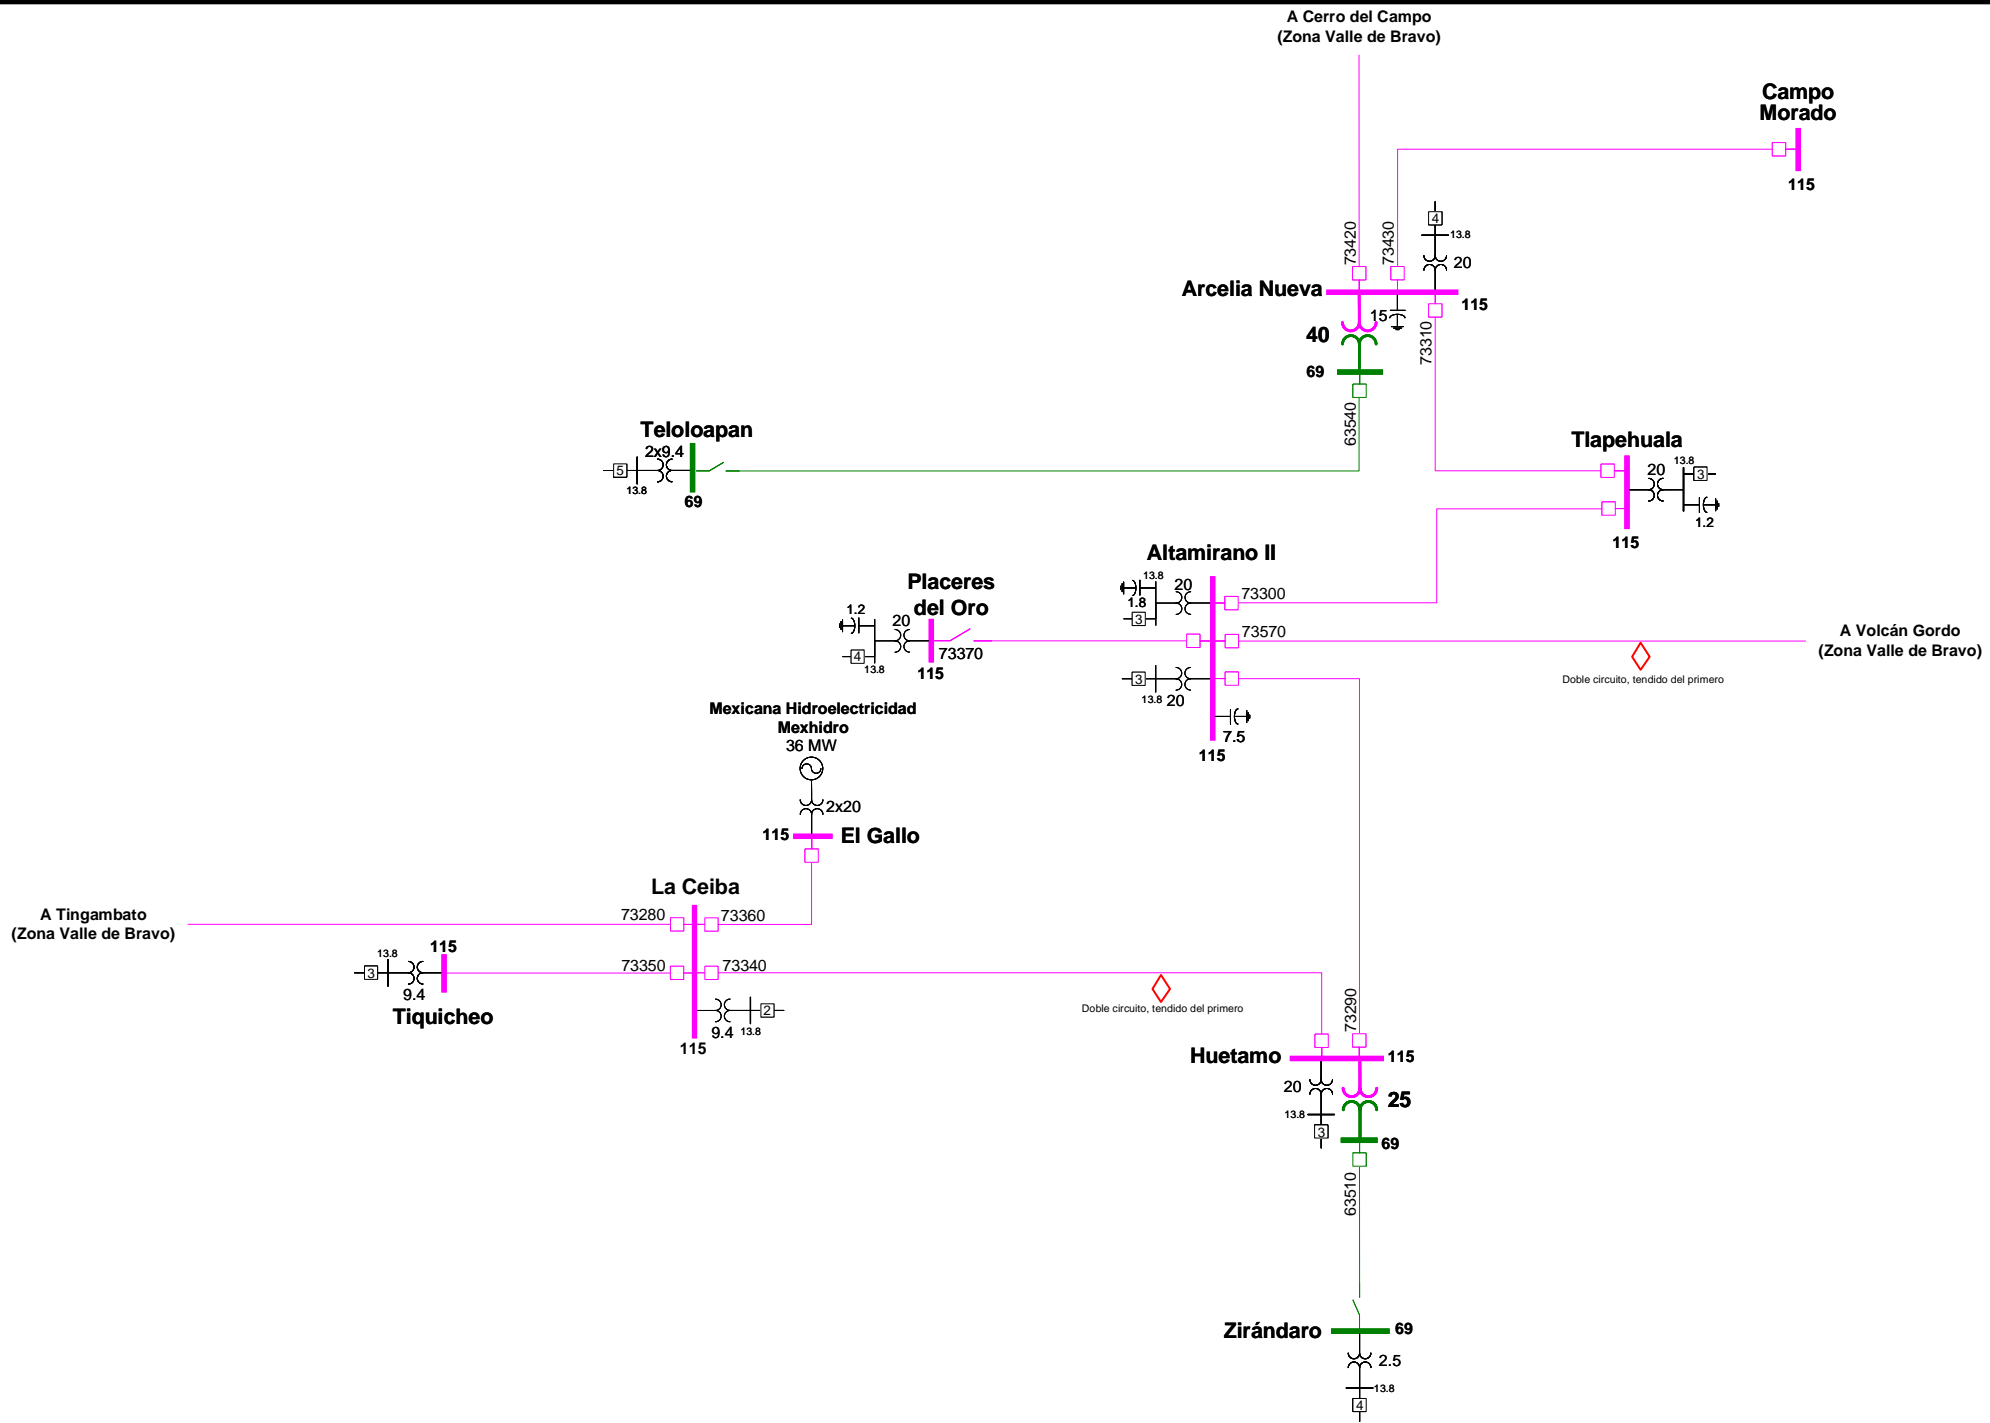 A Cerro del Campo
(Zona Valle de Bravo)
Campo
Morado
115
73420
73430
4
13.8
20
Arcelia Nueva
115
15
40
73310
69
63540
Teloloapan
2x9.4
5
13.8
69
Tlapehuala
20
13.8
3
1.2
115
Altamirano II
13.8
20
1.8
3
73300
73570
A Volcán Gordo
(Zona Valle de Bravo)
Doble circuito, tendido del primero
3
13.8
20
7.5
115
Placeres
del Oro
1.2
20
4
13.8
73370
115
Mexicana Hidroelectricidad
Mexhidro
36 MW
2x20
115
El Gallo
La Ceiba
A Tingambato
(Zona Valle de Bravo)
73280
73360
115
13.8
3
9.4
Tiquicheo
73350
73340
9.4
13.8
2
115
Doble circuito, tendido del primero
73290
Huetamo
115
20
25
13.8
3
69
63510
Zirándaro
69
2.5
13.8
4